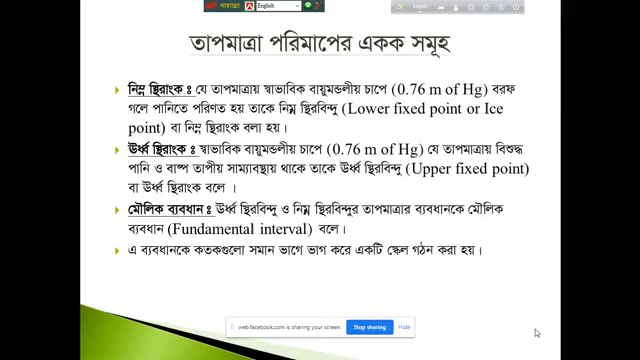 English
English
তাপমাত্রা পরিমাপের একক সমূহ
নিম্ন স্থিরাংক ঃ যে তাপমাত্রায় স্বাভাবিক বায়ুমন্ডলীয় চাপে (0.76 m of Hg) বরফ
গলে পানিতে পরিণত হয় তাকে নিম্ন স্থিরবিন্দু (Lower fixed point or Ice
point) বা নিম্ন স্থিরাংক বলা হয়।
উর্ধ্ব স্থিরাংক ঃ স্বাভাবিক বায়ুমন্ডলীয় চাপে (0.76 m of Hg) যে তাপমাত্রায় বিশুদ্ধ
পানি ও বাষ্প তাপীয় সাম্যাবস্থায় থাকে তাকে উর্ধ্ব স্থিরবিন্দু (Upper fixed point)
বা উর্ধ্ব স্থিরাংক বলে ।
মৌলিক ব্যবধান ঃ উর্ধ্ব স্থিরবিন্দু ও নিম্ন স্থিরবিন্দুর তাপমাত্রার ব্যবধানকে মৌলিক
ব্যবধান (Fundamental interval) বলে।
এ ব্যবধানকে কতকগুলো সমান ভাগে ভাগ করে একটি স্কেল গঠন করা হয়।
web.facebook.com is sharing your screen. Stop sharing Hide